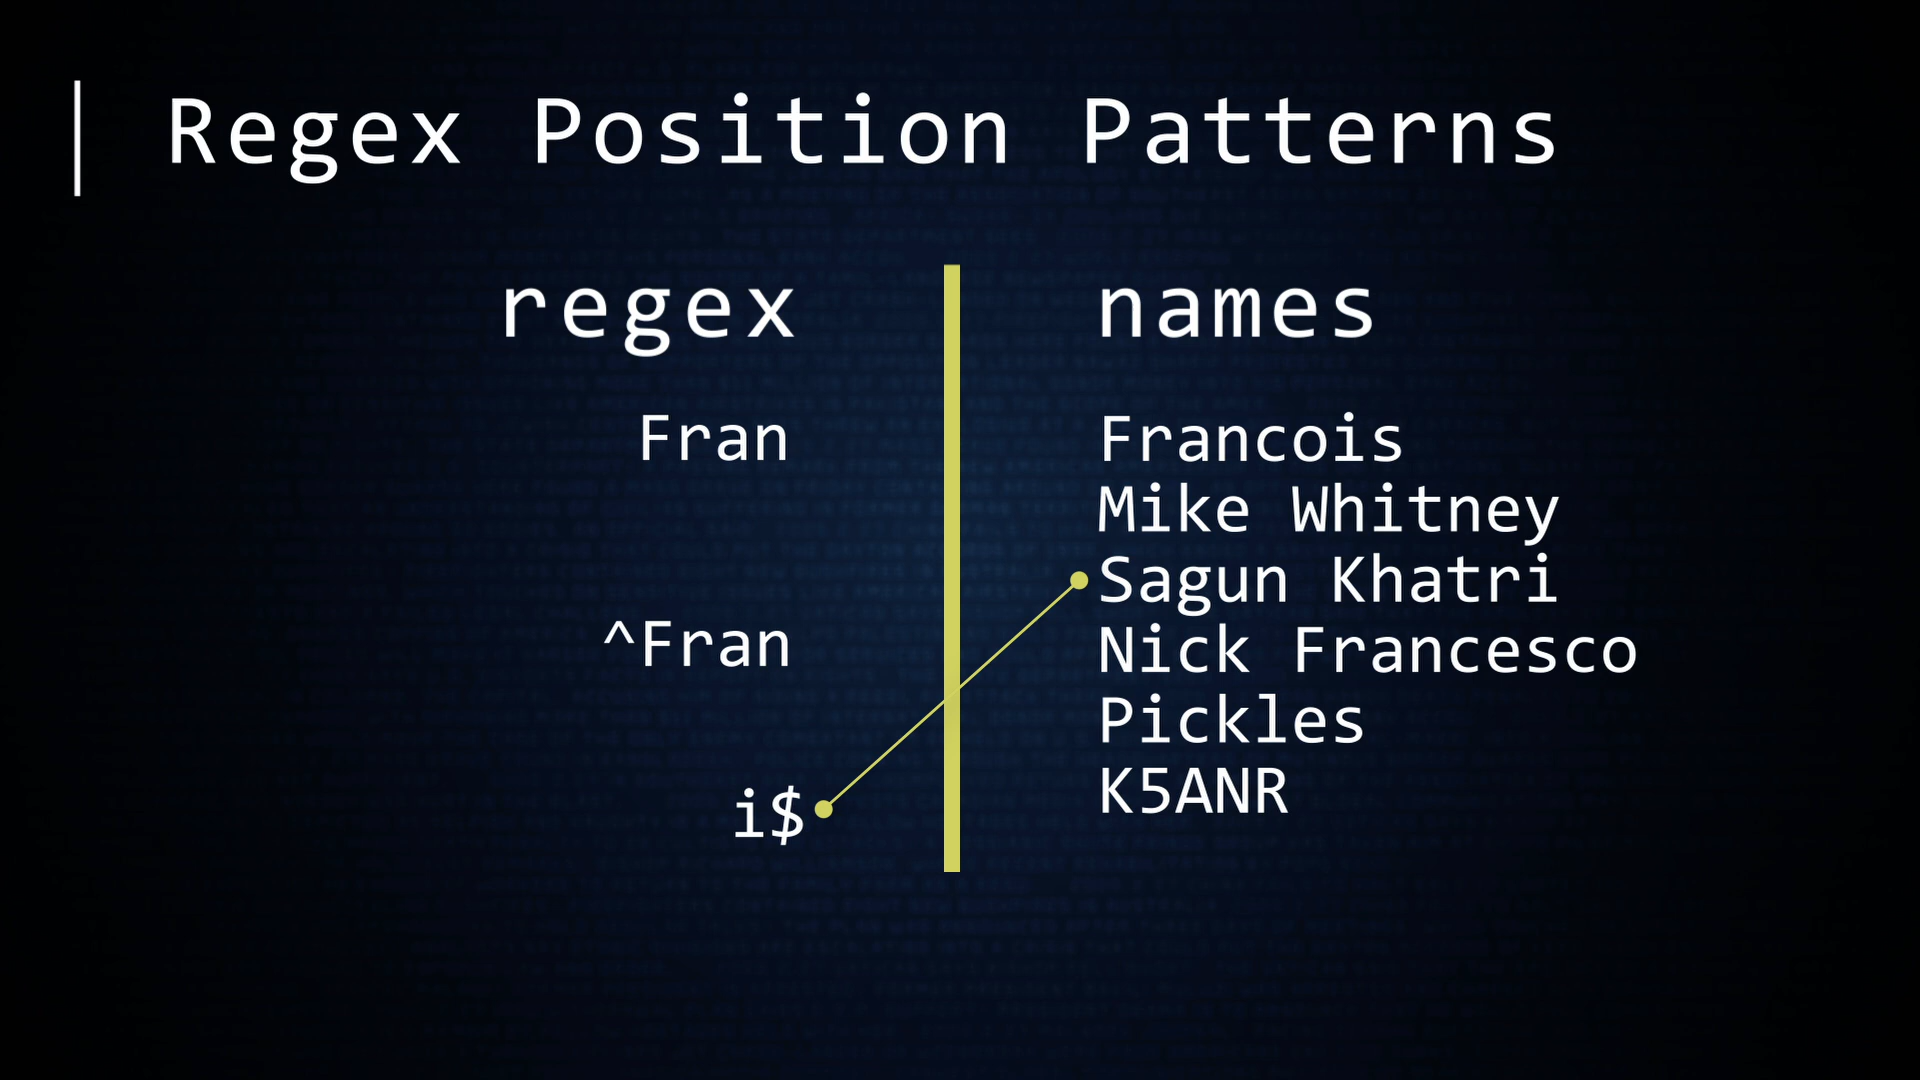 Regex Position Patterns
regex
names
Fran
^Fran
i$
Francois
Mike Whitney
Sagun Khatri
Nick Francesco
Pickles
K5ANR